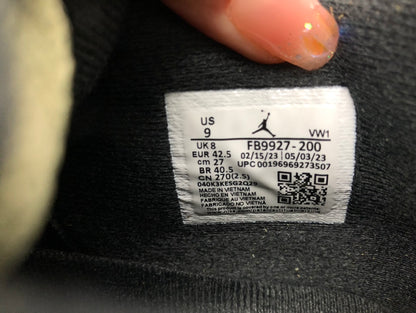 US
9
VW1
UK 8
FB9927-200
EUR 42.5
02/15/23 | 05/03/23
cm 27
UPC 00196969273507
BR 40.5
CN 270(2.5)
MADE IN VIETNAM
HECHO EN VIETNAM
FABRIQUE AU VIETNAM
FABRICADO NO VIETNAM